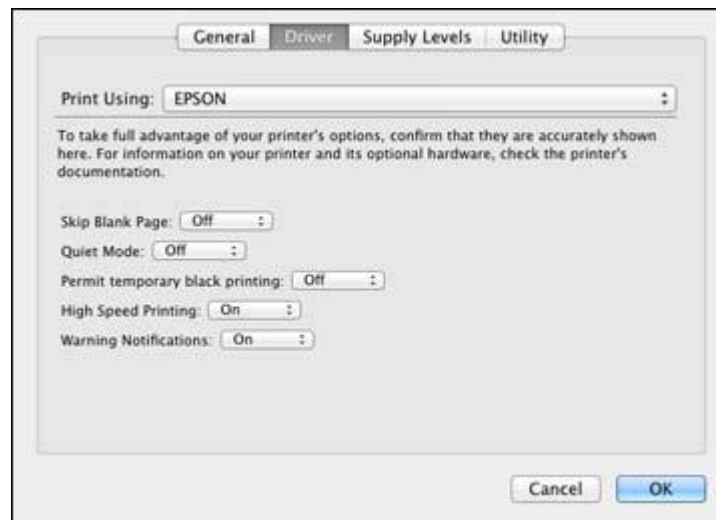 General Driver Supply Levels Utility
Print Using: EPSON
To take full advantage of your printer's options, confirm that they are accurately shown
here. For information on your printer and its optional hardware, check the printer's
documentation.
Skip Blank Page: Off
Quiet Mode: Off
Permit temporary black printing: Off
High Speed Printing: On
Warning Notifications: On
Cancel OK